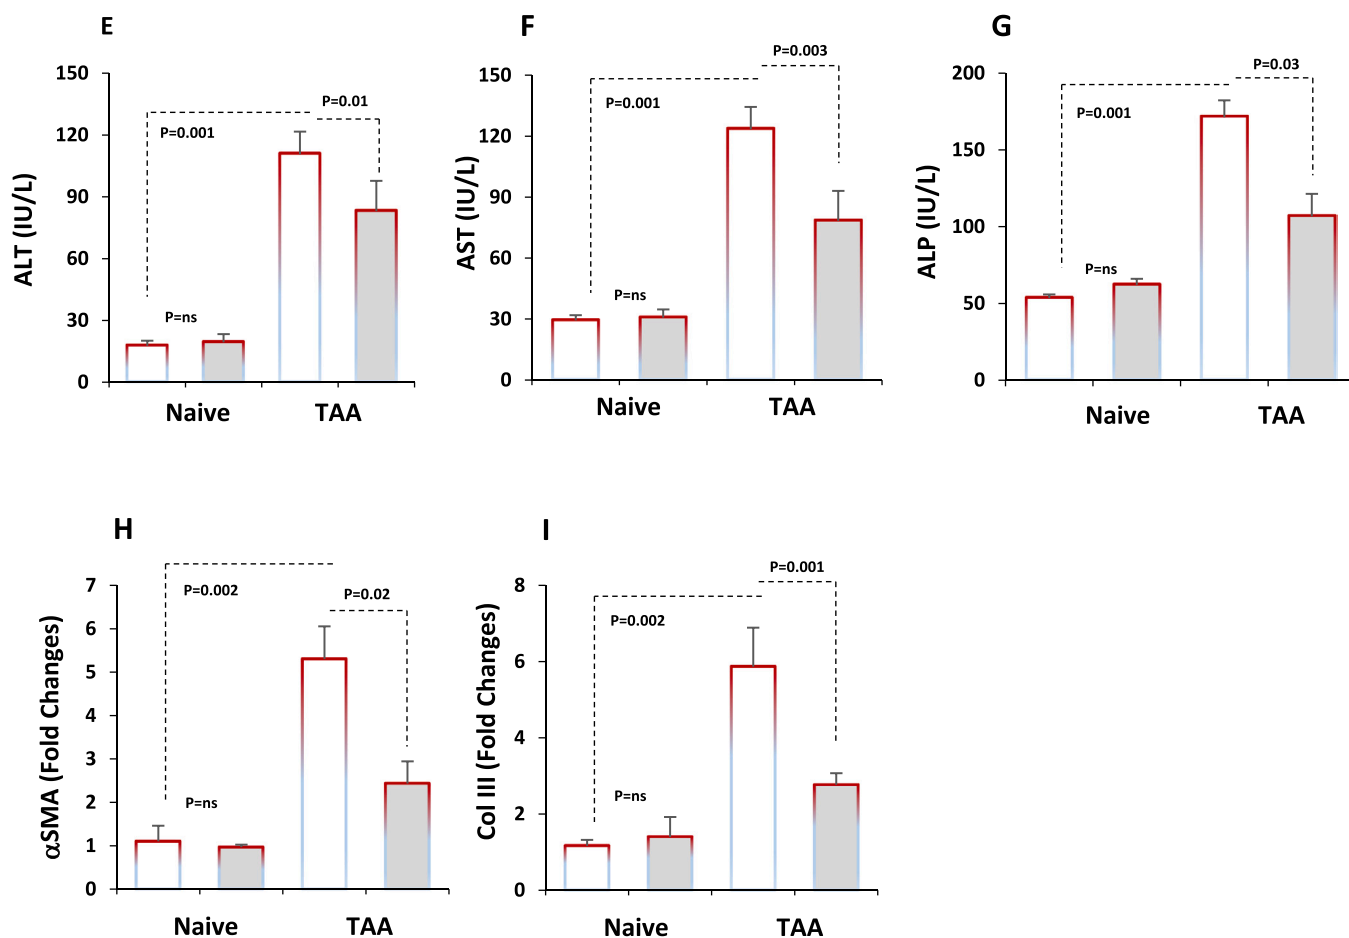 E
ALT (IU/L)
150
120
90
60
30
0
P=0.001
P=0.01
P=ns
Naive
TAA
F
AST (IU/L)
150
120
90
60
30
0
P=0.001
P=0.003
P=ns
Naive
TAA
G
ALP (IU/L)
200
150
100
50
0
P=0.001
P=0.03
P=ns
Naive
TAA
H
αSMA (Fold Changes)
7
6
5
4
3
2
1
0
P=0.002
P=0.02
P=ns
Naive
TAA
I
Col III (Fold Changes)
8
6
4
2
0
P=0.002
P=0.001
P=ns
Naive
TAA